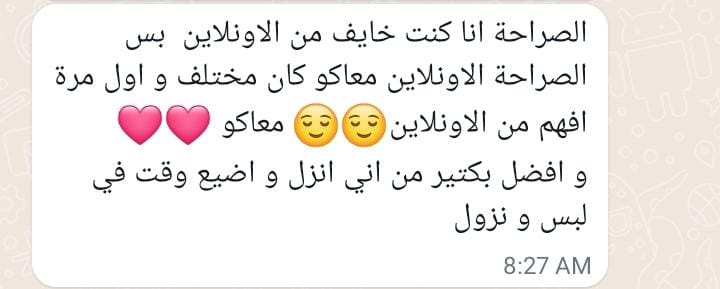 الصراحة انا كنت خايف من الاونلاين بس
الصراحة الاونلاين معاكو كان مختلف و اول مرة
افهم من الاونلاين😌😌 معاكو 💓💓
و افضل بكتير من اني انزل و اضيع وقت في
لبس و نزول
8:27 AM